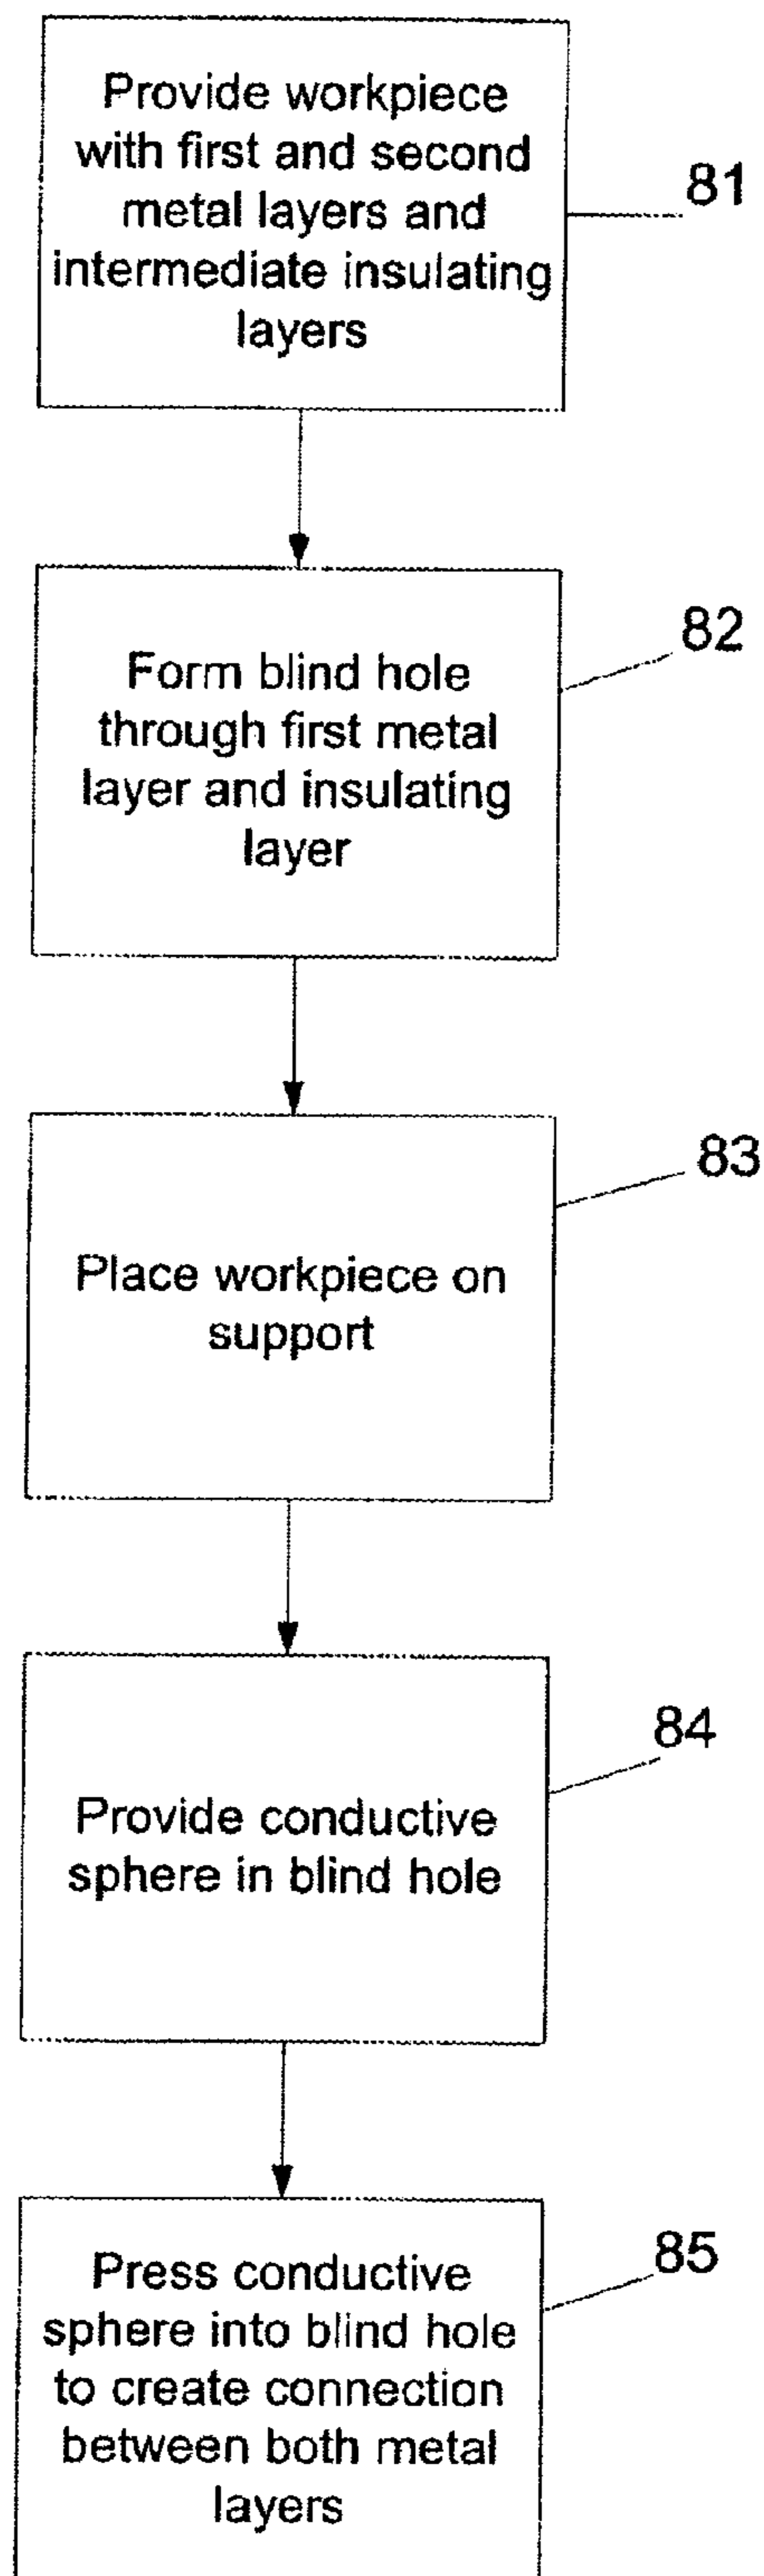 Provide workpiece
with first and second
metal layers and
intermediate insulating
layers
81
Form blind hole
through first metal
layer and insulating
layer
82
Place workpiece on
support
83
Provide conductive
sphere in blind hole
84
Press conductive
sphere into blind hole
to create connection
between both metal
layers
85